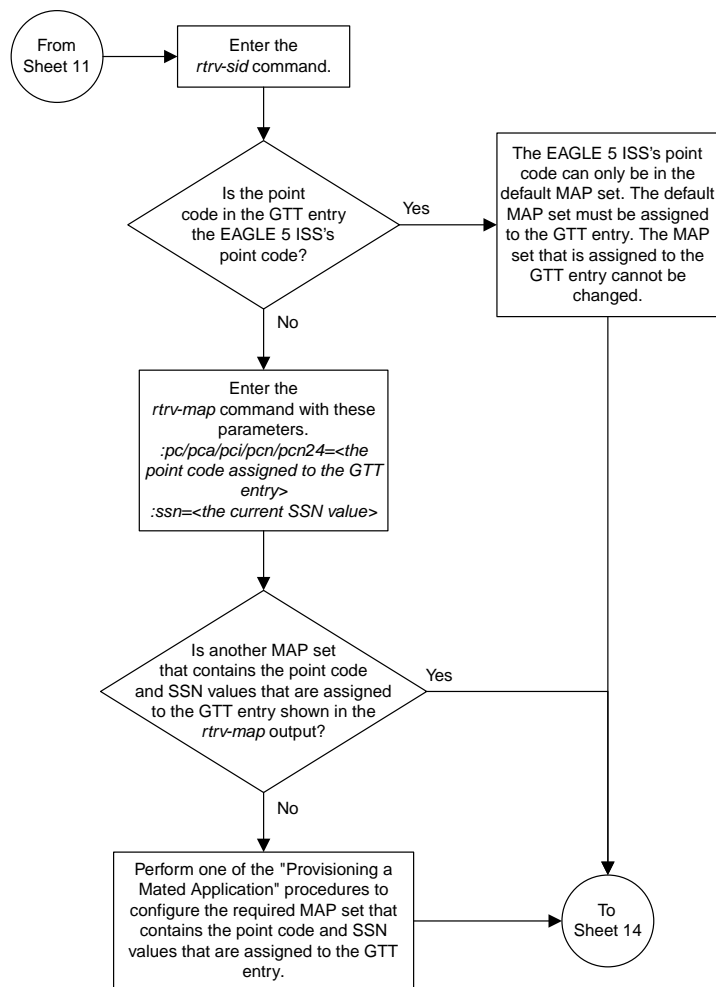 From
Sheet 11
Enter the
rtrv-sid command.
Is the point
code in the GTT entry
the EAGLE 5 ISS's
point code?
Yes
The EAGLE 5 ISS's point
code can only be in the
default MAP set. The default
MAP set must be assigned
to the GTT entry. The MAP
set that is assigned to the
GTT entry cannot be
changed.
No
Enter the
rtrv-map command with these
parameters.
:pc/pca/pci/pcn/pcn24=<the
point code assigned to the GTT
entry>
:ssn=<the current SSN value>
Is another MAP set
that contains the point code
and SSN values that are assigned
to the GTT entry shown in the
rtrv-map output?
Yes
No
Perform one of the "Provisioning a
Mated Application" procedures to
configure the required MAP set that
contains the point code and SSN
values that are assigned to the GTT
entry.
To
Sheet 14